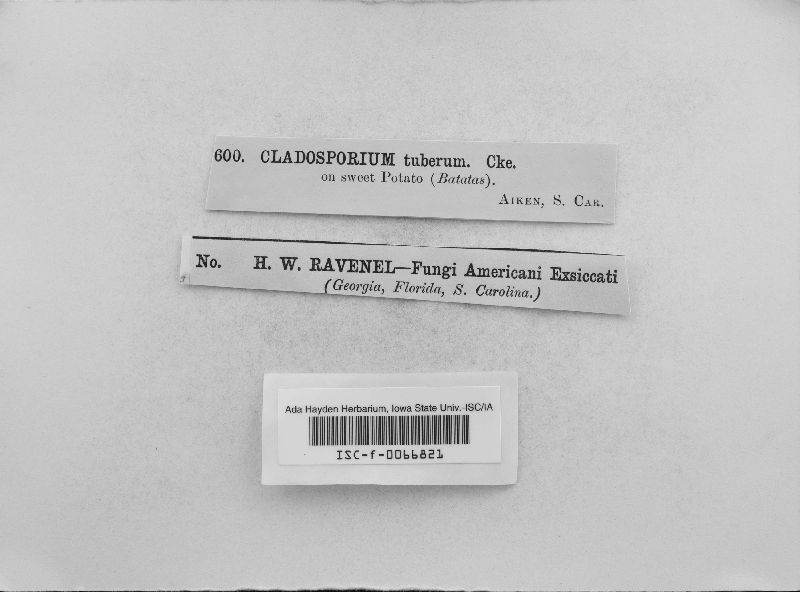 600. CLADOSPORIUM tuberum. Cke.
on sweet Potato (Batatas).
AIKEN, S. CAR.
No. H. W. RAVENEL—Fungi Americani Exsiccati
(Georgia, Florida, S. Carolina.)
Ada Hayden Herbarium, Iowa State Univ.-ISC/IA
ISC-f-0066821